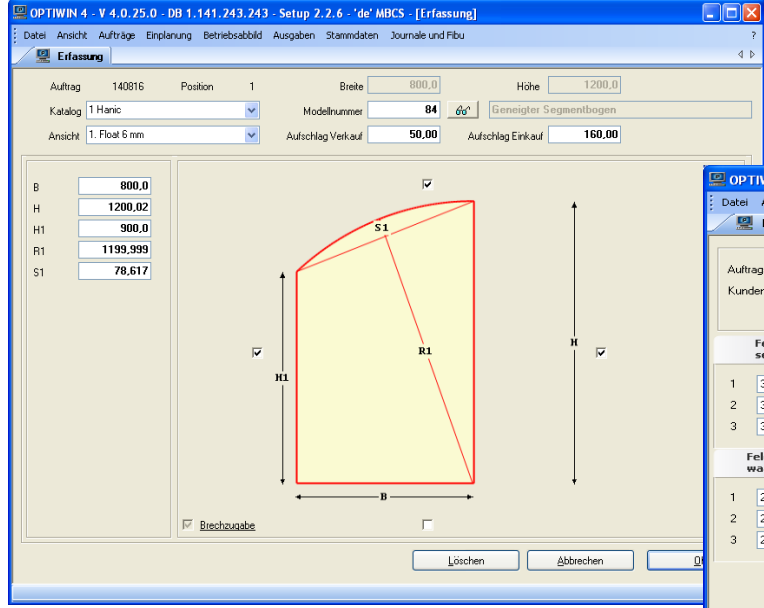 OPTIWIN 4 - V 4.0.25.0 - DB 1.141.243.243 - Setup 2.2.6 - 'de' MBCS - [Erfassung]
Datei Ansicht Aufträge Einplanung Betriebsabbild Ausgaben Stammdaten Journale und Fibu ?
Erfassung
Auftrag 140816 Position 1 Breite 800,0 Höhe 1200,0
Katalog 1 Hanic Modellnummer 84 Geneigter Segmentbogen
Ansicht 1. Float 6 mm Aufschlag Verkauf 50,00 Aufschlag Einkauf 160,00
B 800,0
H 1200,02
H1 900,0
R1 1199,999
S1 78,617
S1
H
R1
H1
B
Brechzugabe
Löschen Abbrechen
OPTIW
Datei
Auftrag
Kunden
1
2
3
1 2
2 2
3 2